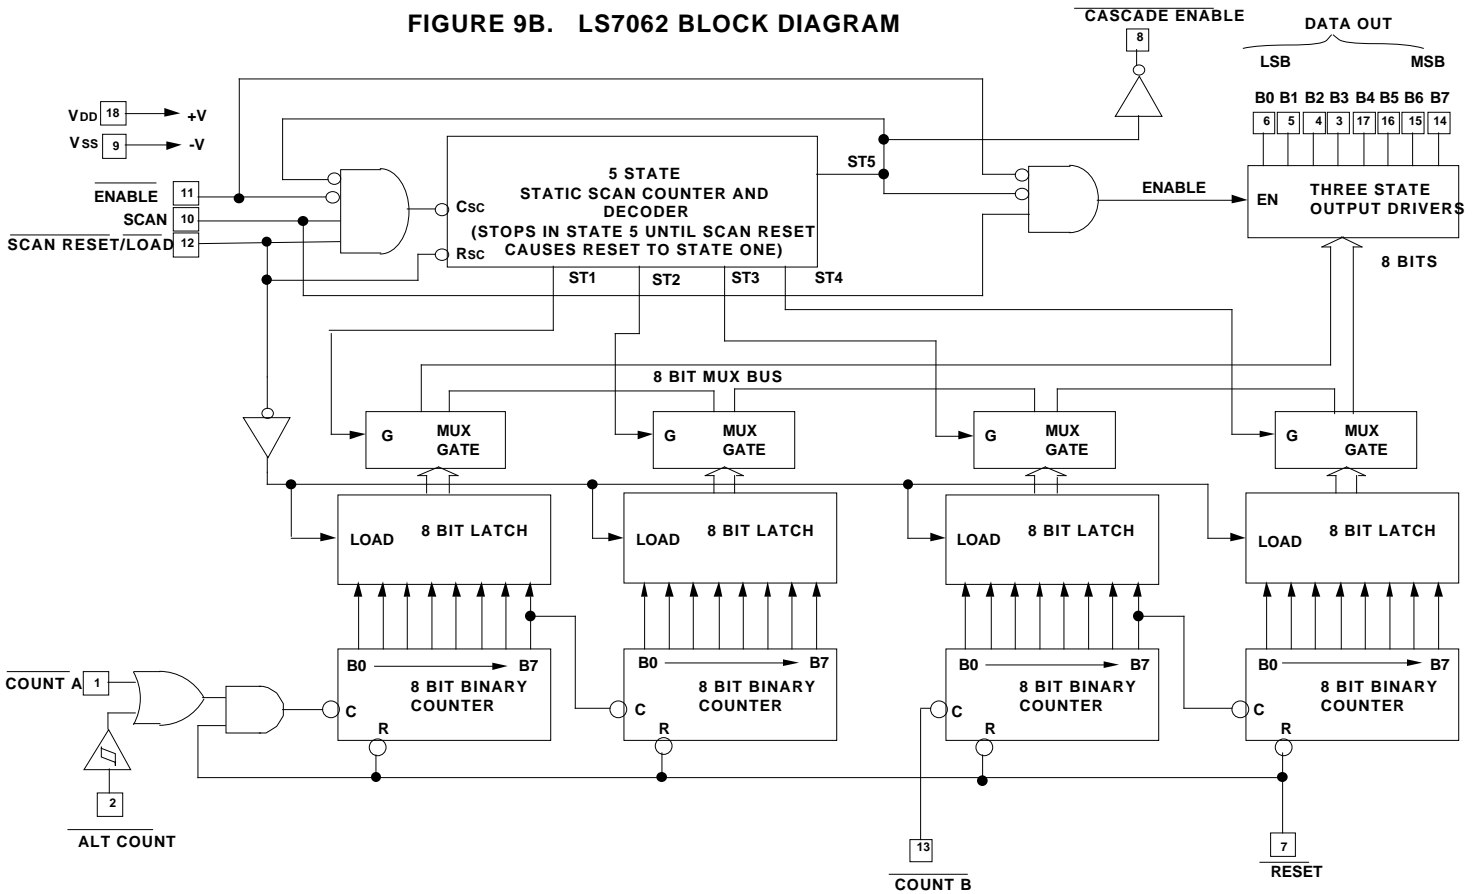 FIGURE 9B. LS7062 BLOCK DIAGRAM
CASCADE ENABLE
8
DATA OUT
LSB MSB
B0 B1 B2 B3 B4 B5 B6 B7
6 5 4 3 17 16 15 14
VDD 18 +V
VSS 9 -V
ENABLE 11
SCAN 10
SCAN RESET/LOAD 12
CSC
RSC
5 STATE
STATIC SCAN COUNTER AND
DECODER
(STOPS IN STATE 5 UNTIL SCAN RESET
CAUSES RESET TO STATE ONE)
ST5
ST1 ST2 ST3 ST4
ENABLE
EN
THREE STATE
OUTPUT DRIVERS
8 BITS
8 BIT MUX BUS
G MUX
GATE
G MUX
GATE
G MUX
GATE
G MUX
GATE
LOAD 8 BIT LATCH
LOAD 8 BIT LATCH
LOAD 8 BIT LATCH
LOAD 8 BIT LATCH
COUNT A 1
B0 B7
8 BIT BINARY
COUNTER
C
R
B0 B7
8 BIT BINARY
COUNTER
C
R
B0 B7
8 BIT BINARY
COUNTER
C
R
B0 B7
8 BIT BINARY
COUNTER
C
R
2
ALT COUNT
13
COUNT B
7
RESET